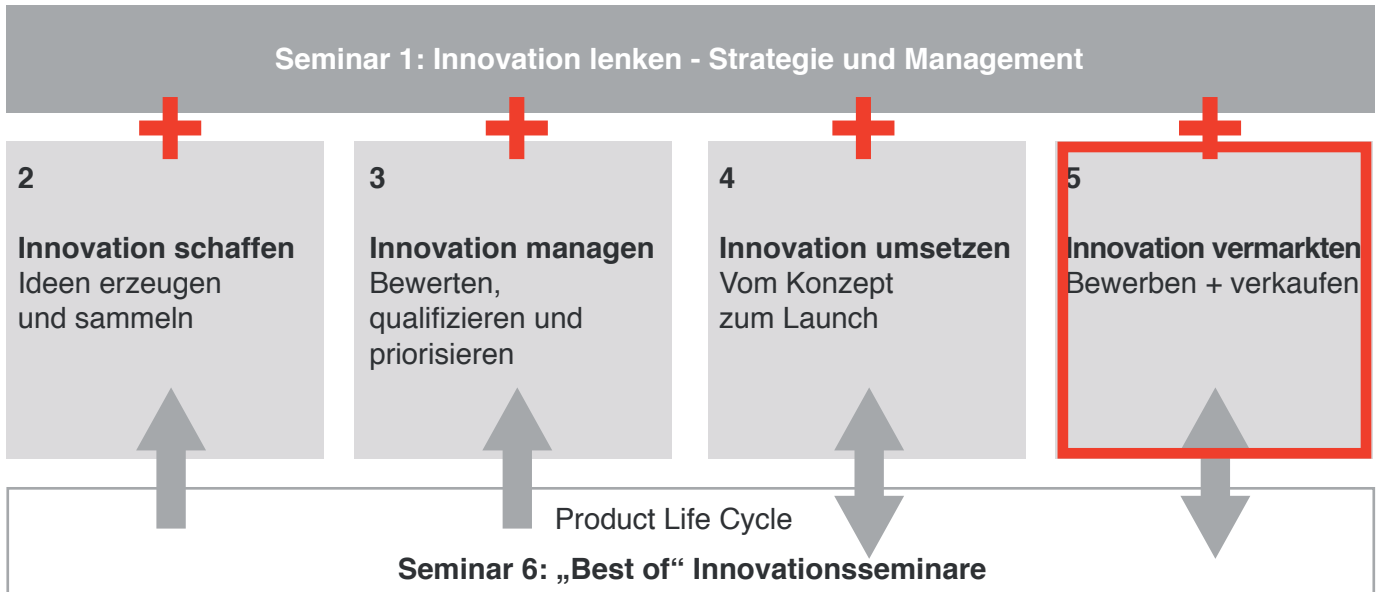 Seminar 1: Innovation lenken - Strategie und Management
2
Innovation schaffen
Ideen erzeugen
und sammeln
3
Innovation managen
Bewerten,
qualifizieren und
priorisieren
4
Innovation umsetzen
Vom Konzept
zum Launch
5
Innovation vermarkten
Bewerben + verkaufen
Product Life Cycle
Seminar 6: „Best of“ Innovationsseminare